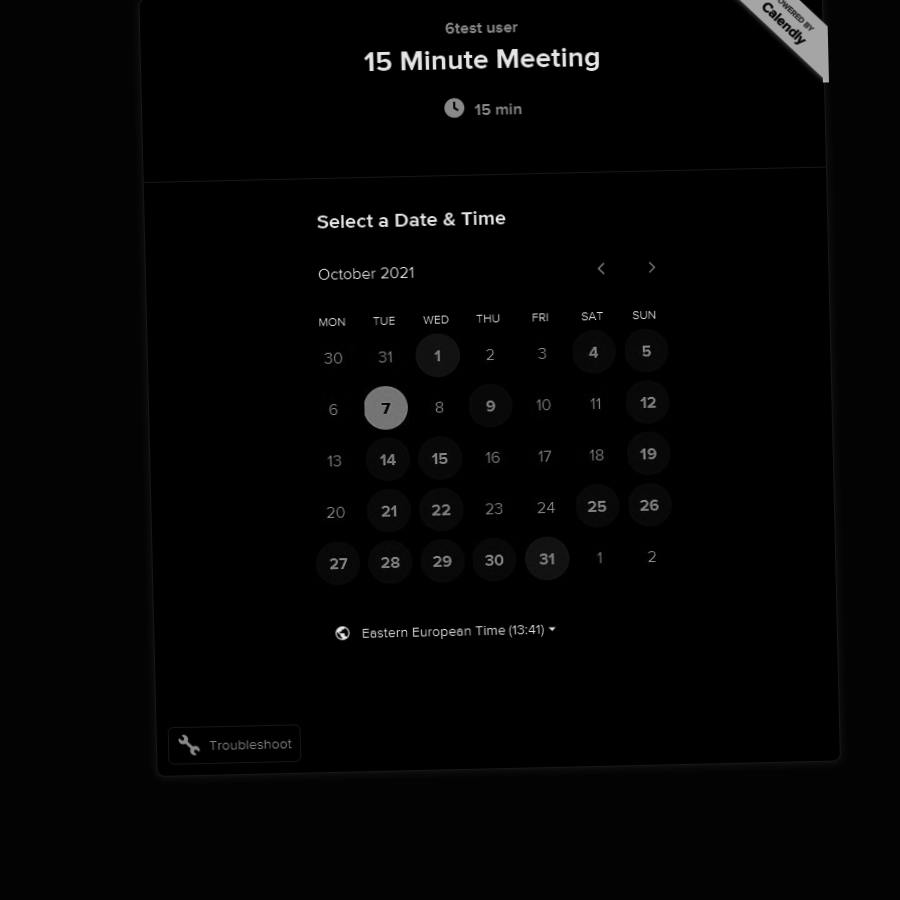 6test user
15 Minute Meeting
POWERED BY
Calendly
15 min
Select a Date & Time
October 2021
MON TUE WED THU FRI SAT SUN
30 31 1 2 3 4 5
6 7 8 9 10 11 12
13 14 15 16 17 18 19
20 21 22 23 24 25 26
27 28 29 30 31 1 2
Eastern European Time (13:41)
Troubleshoot